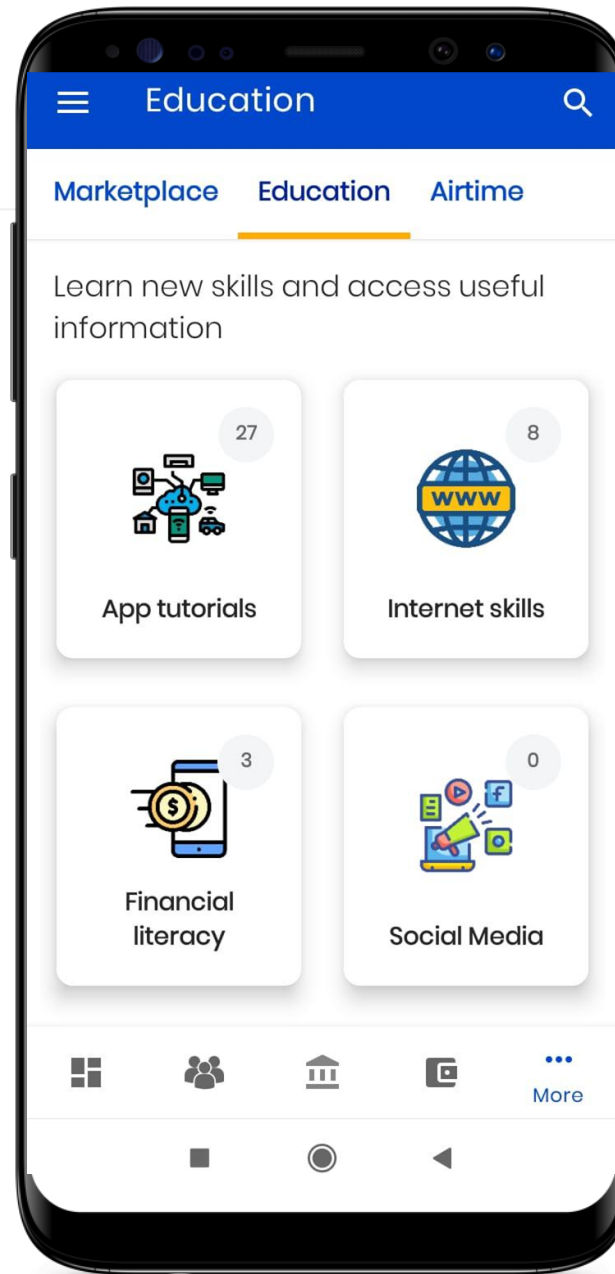 Education
Marketplace Education Airtime
Learn new skills and access useful
information
27
8
www
App tutorials
Internet skills
3
0
$
f
Financial
literacy
Social Media
More